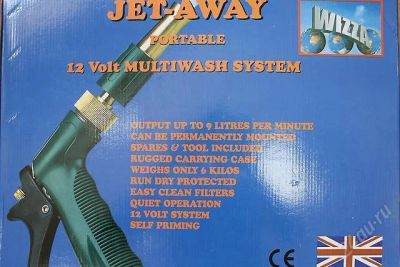 JET-AWAY
WIZZA
PORTABLE
12 Volt MULTIWASH SYSTEM
OUTPUT UP TO 9 LITRES PER MINUTE
CAN BE PERMANENTLY MOUNTED
SPARES & TOOL INCLUDED
RUGGED CARRYING CASE
WEIGHS ONLY 6 KILOS
RUN DRY PROTECTED
EASY CLEAN FILTERS
QUIET OPERATION
12 VOLT SYSTEM
SELF PRIMING
CE